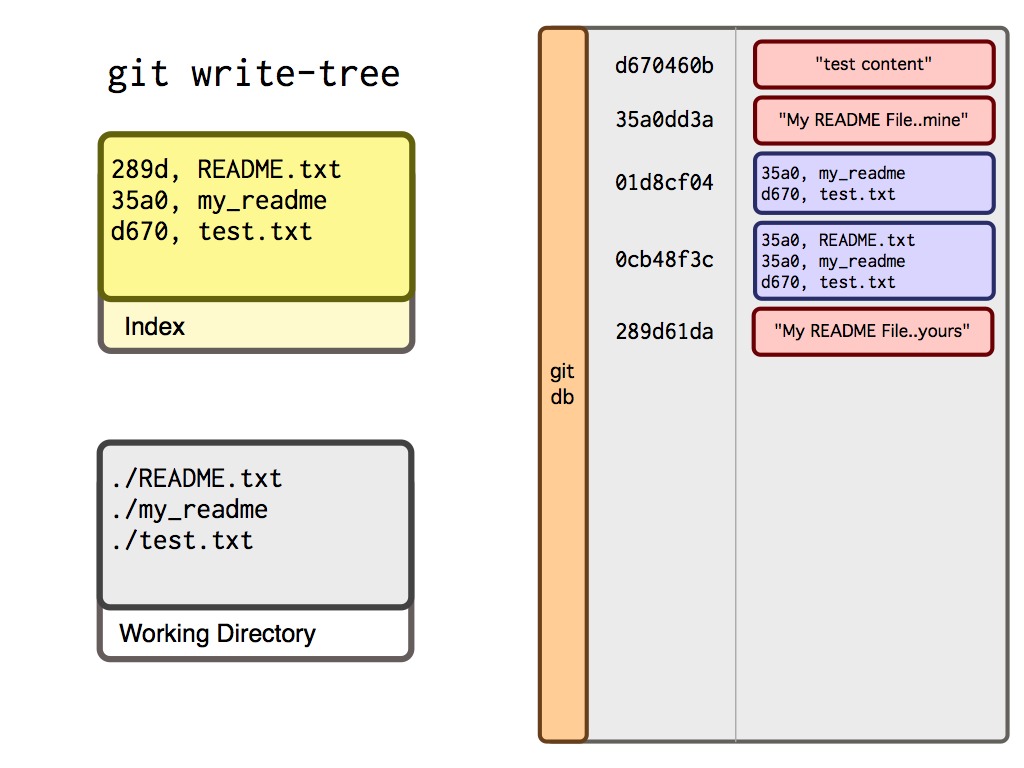 git write-tree
289d, README.txt
35a0, my_readme
d670, test.txt
Index
./README.txt
./my_readme
./test.txt
Working Directory
git
db
d670460b
"test content"
35a0dd3a
"My README File..mine"
01d8cf04
35a0, my_readme
d670, test.txt
0cb48f3c
35a0, README.txt
35a0, my_readme
d670, test.txt
289d61da
"My README File..yours"